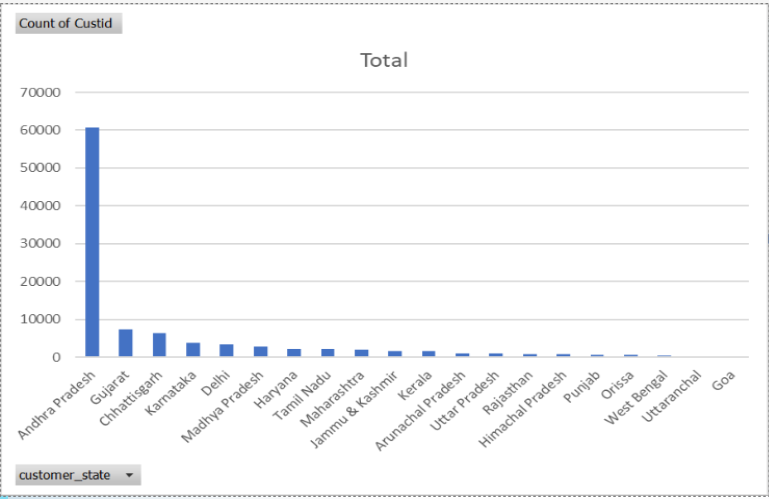 Count of Custid
Total
70000
60000
50000
40000
30000
20000
10000
0
Andhra Pradesh
Gujarat
Chhattisgarh
Karnataka
Delhi
Madhya Pradesh
Haryana
Tamil Nadu
Maharashtra
Jammu & Kashmir
Kerala
Arunachal Pradesh
Uttar Pradesh
Rajasthan
Himachal Pradesh
Punjab
Orissa
West Bengal
Uttaranchal
Goa
customer_state